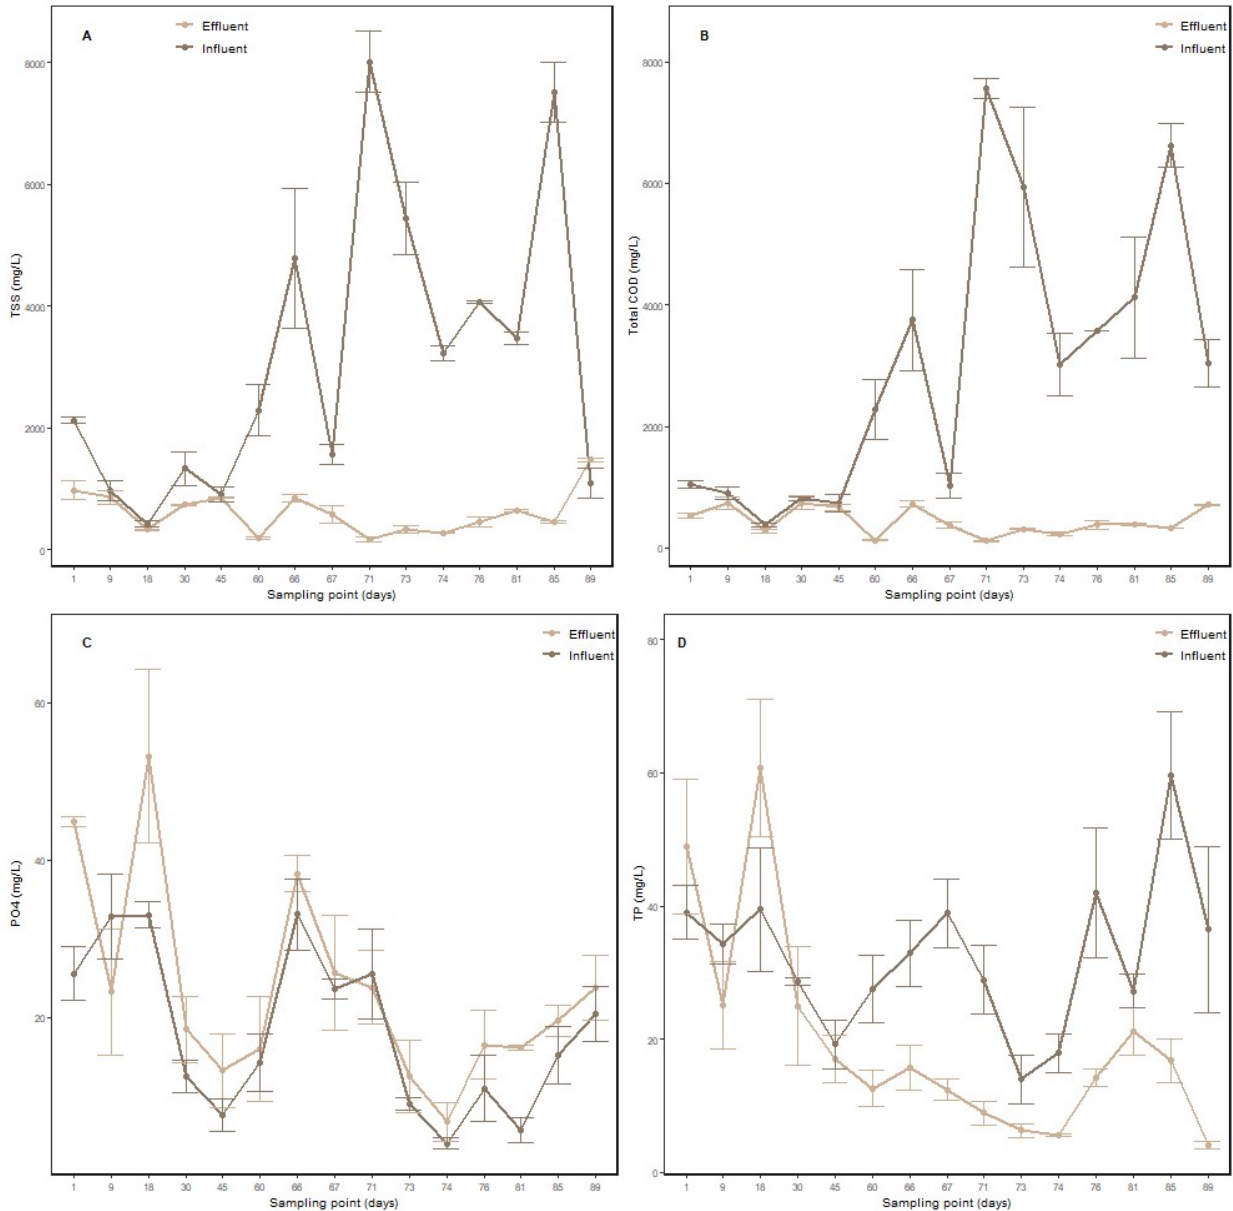 A
Effluent
Influent
8000
6000
4000
2000
0
TSS (mg/L)
1 9 18 30 45 60 66 67 71 73 74 76 81 85 89
Sampling point (days)
B
Effluent
Influent
8000
6000
4000
2000
0
Total COD (mg/L)
1 9 18 30 45 60 66 67 71 73 74 76 81 85 89
Sampling point (days)
C
Effluent
Influent
60
40
20
PO4 (mg/L)
1 9 18 30 45 60 66 67 71 73 74 76 81 85 89
Sampling point (days)
D
Effluent
Influent
80
60
40
20
0
TP (mg/L)
1 9 18 30 45 60 66 67 71 73 74 76 81 85 89
Sampling point (days)